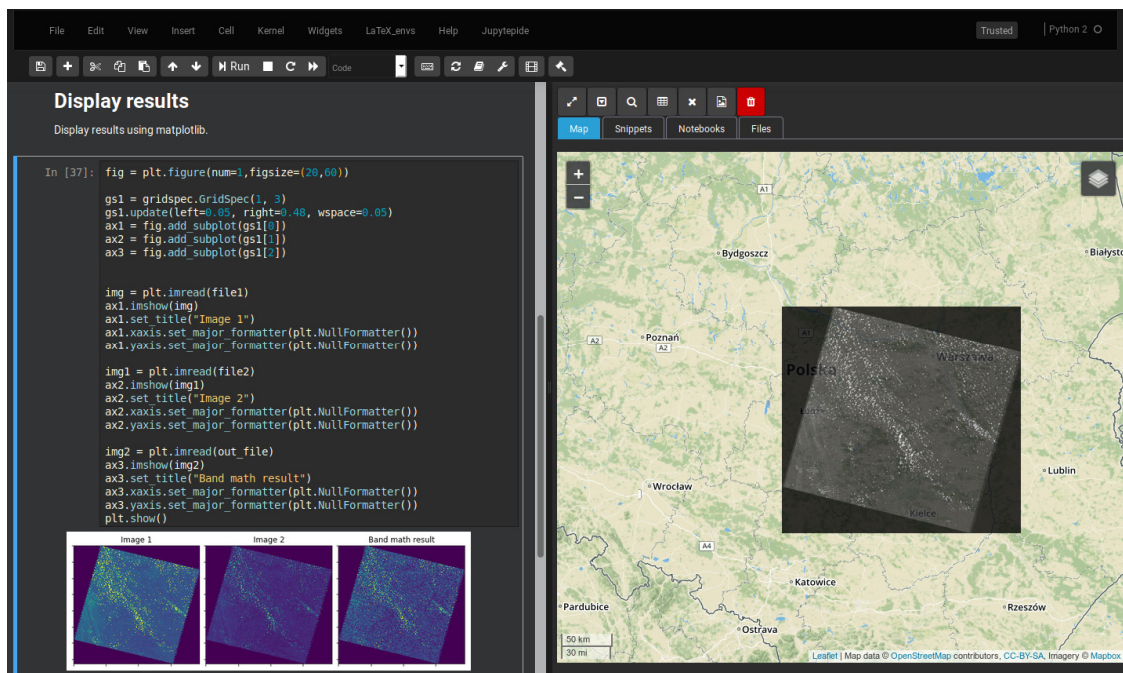 File Edit View Insert Cell Kernel Widgets LaTeX_envs Help Jupytepide Trusted Python 2
Run Code
Display results
Display results using matplotlib.
In [37]: fig = plt.figure(num=1,figsize=(20,60))
gs1 = gridspec.GridSpec(1, 3)
gs1.update(left=0.05, right=0.48, wspace=0.05)
ax1 = fig.add_subplot(gs1[0])
ax2 = fig.add_subplot(gs1[1])
ax3 = fig.add_subplot(gs1[2])
img = plt.imread(file1)
ax1.imshow(img)
ax1.set_title("Image 1")
ax1.xaxis.set_major_formatter(plt.NullFormatter())
ax1.yaxis.set_major_formatter(plt.NullFormatter())
img1 = plt.imread(file2)
ax2.imshow(img1)
ax2.set_title("Image 2")
ax2.xaxis.set_major_formatter(plt.NullFormatter())
ax2.yaxis.set_major_formatter(plt.NullFormatter())
img2 = plt.imread(out_file)
ax3.imshow(img2)
ax3.set_title("Band math result")
ax3.xaxis.set_major_formatter(plt.NullFormatter())
ax3.yaxis.set_major_formatter(plt.NullFormatter())
plt.show()
Image 1 Image 2 Band math result
Map Snippets Notebooks Files
+
−
A1
Bydgoszcz
Białysto
A1
Poznań
A2
A2
Warszawa
Polska
Lublin
Wrocław
Kielce
A4
Katowice
Pardubice
Rzeszów
Ostrava
50 km
30 mi
Leaflet | Map data © OpenStreetMap contributors, CC-BY-SA, Imagery © Mapbox